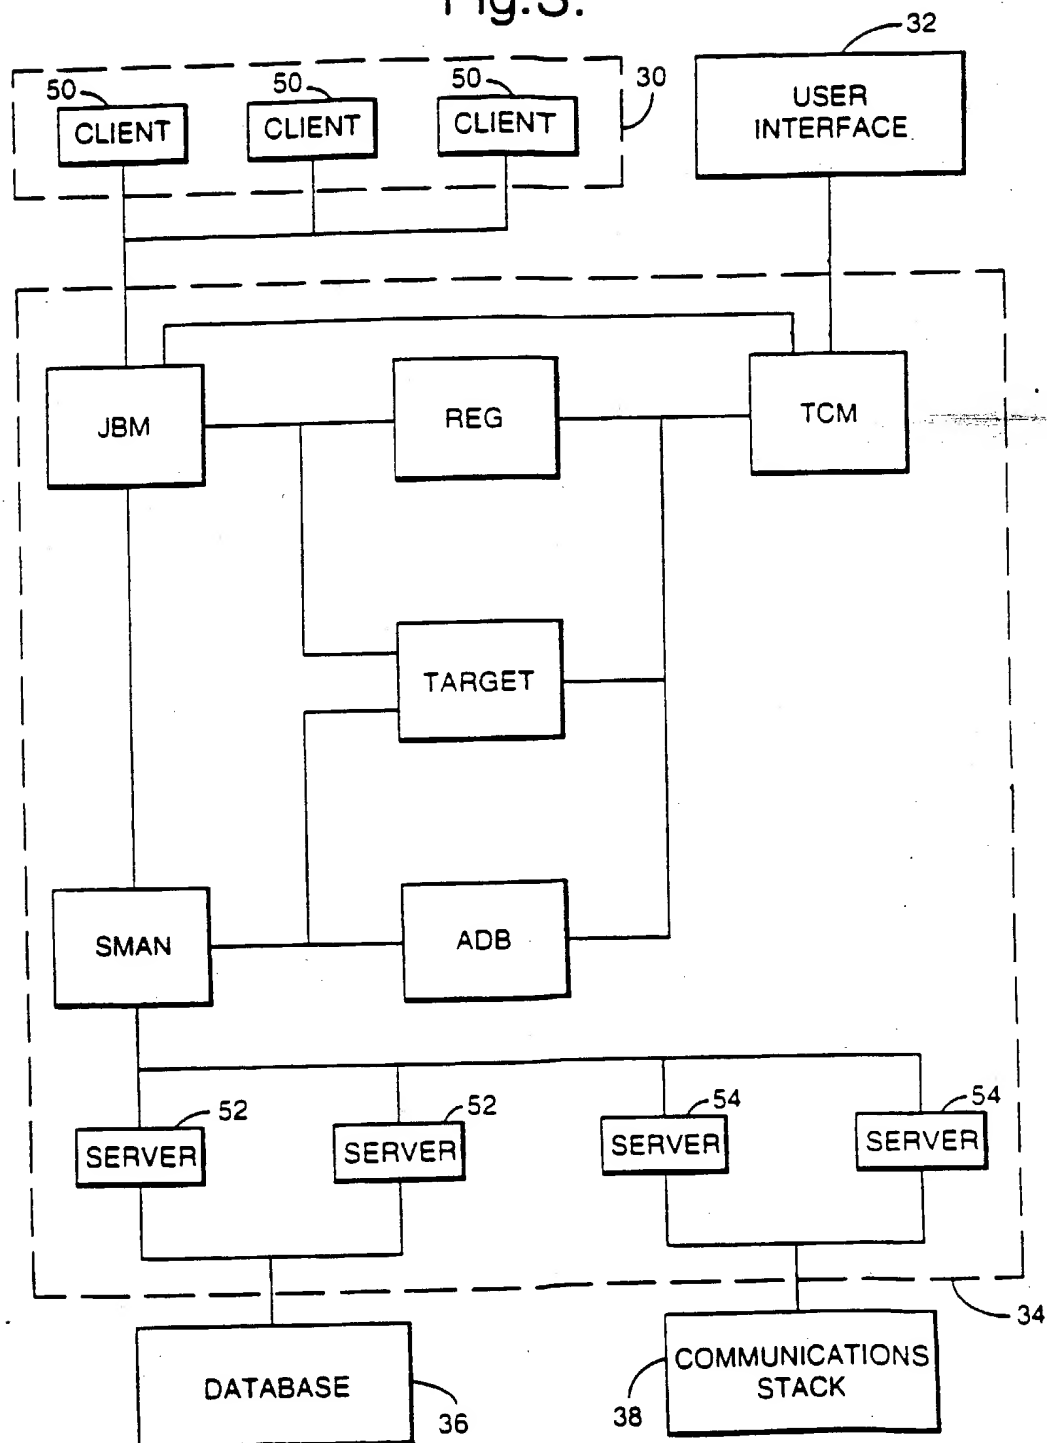 Fig.3.
32
50
50
50
30
CLIENT
CLIENT
CLIENT
USER
INTERFACE
JBM
REG
TCM
TARGET
SMAN
ADB
52
52
54
54
SERVER
SERVER
SERVER
SERVER
34
DATABASE
36
COMMUNICATIONS
STACK
38